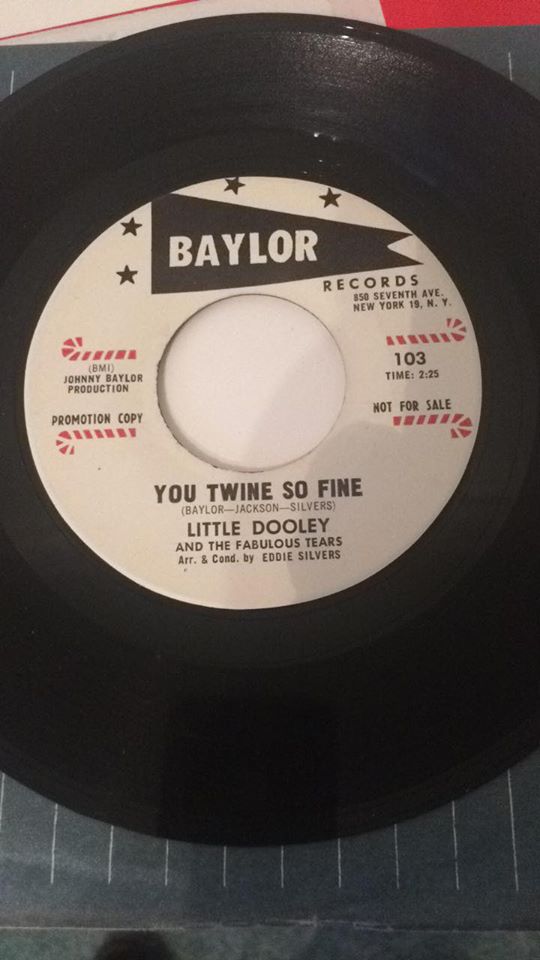 BAYLOR
RECORDS
850 SEVENTH AVE.
NEW YORK 19, N. Y.
(BMI)
JOHNNY BAYLOR
PRODUCTION
PROMOTION COPY
103
TIME: 2:25
NOT FOR SALE
YOU TWINE SO FINE
(BAYLOR—JACKSON—SILVERS)
LITTLE DOOLEY
AND THE FABULOUS TEARS
Arr. & Cond. by EDDIE SILVERS